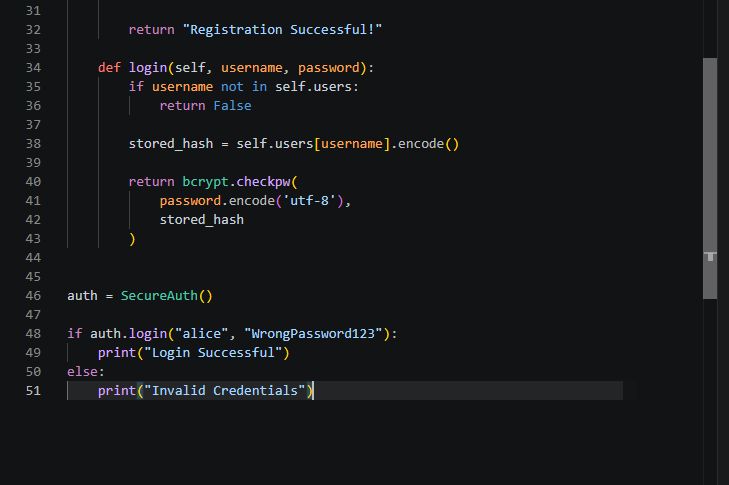 31
32 return "Registration Successful!"
33
34 def login(self, username, password):
35 if username not in self.users:
36 return False
37
38 stored_hash = self.users[username].encode()
39
40 return bcrypt.checkpw(
41 password.encode('utf-8'),
42 stored_hash
43 )
44
45
46 auth = SecureAuth()
47
48 if auth.login("alice", "WrongPassword123"):
49 print("Login Successful")
50 else:
51 print("Invalid Credentials")